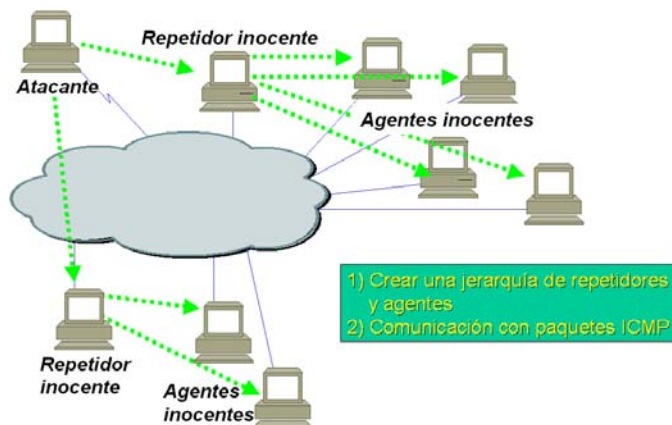 Repetidor inocente
Atacante
Agentes inocentes
1) Crear una jerarquía de repetidores
y agentes
2) Comunicación con paquetes ICMP
Repetidor
inocente
Agentes
inocentes